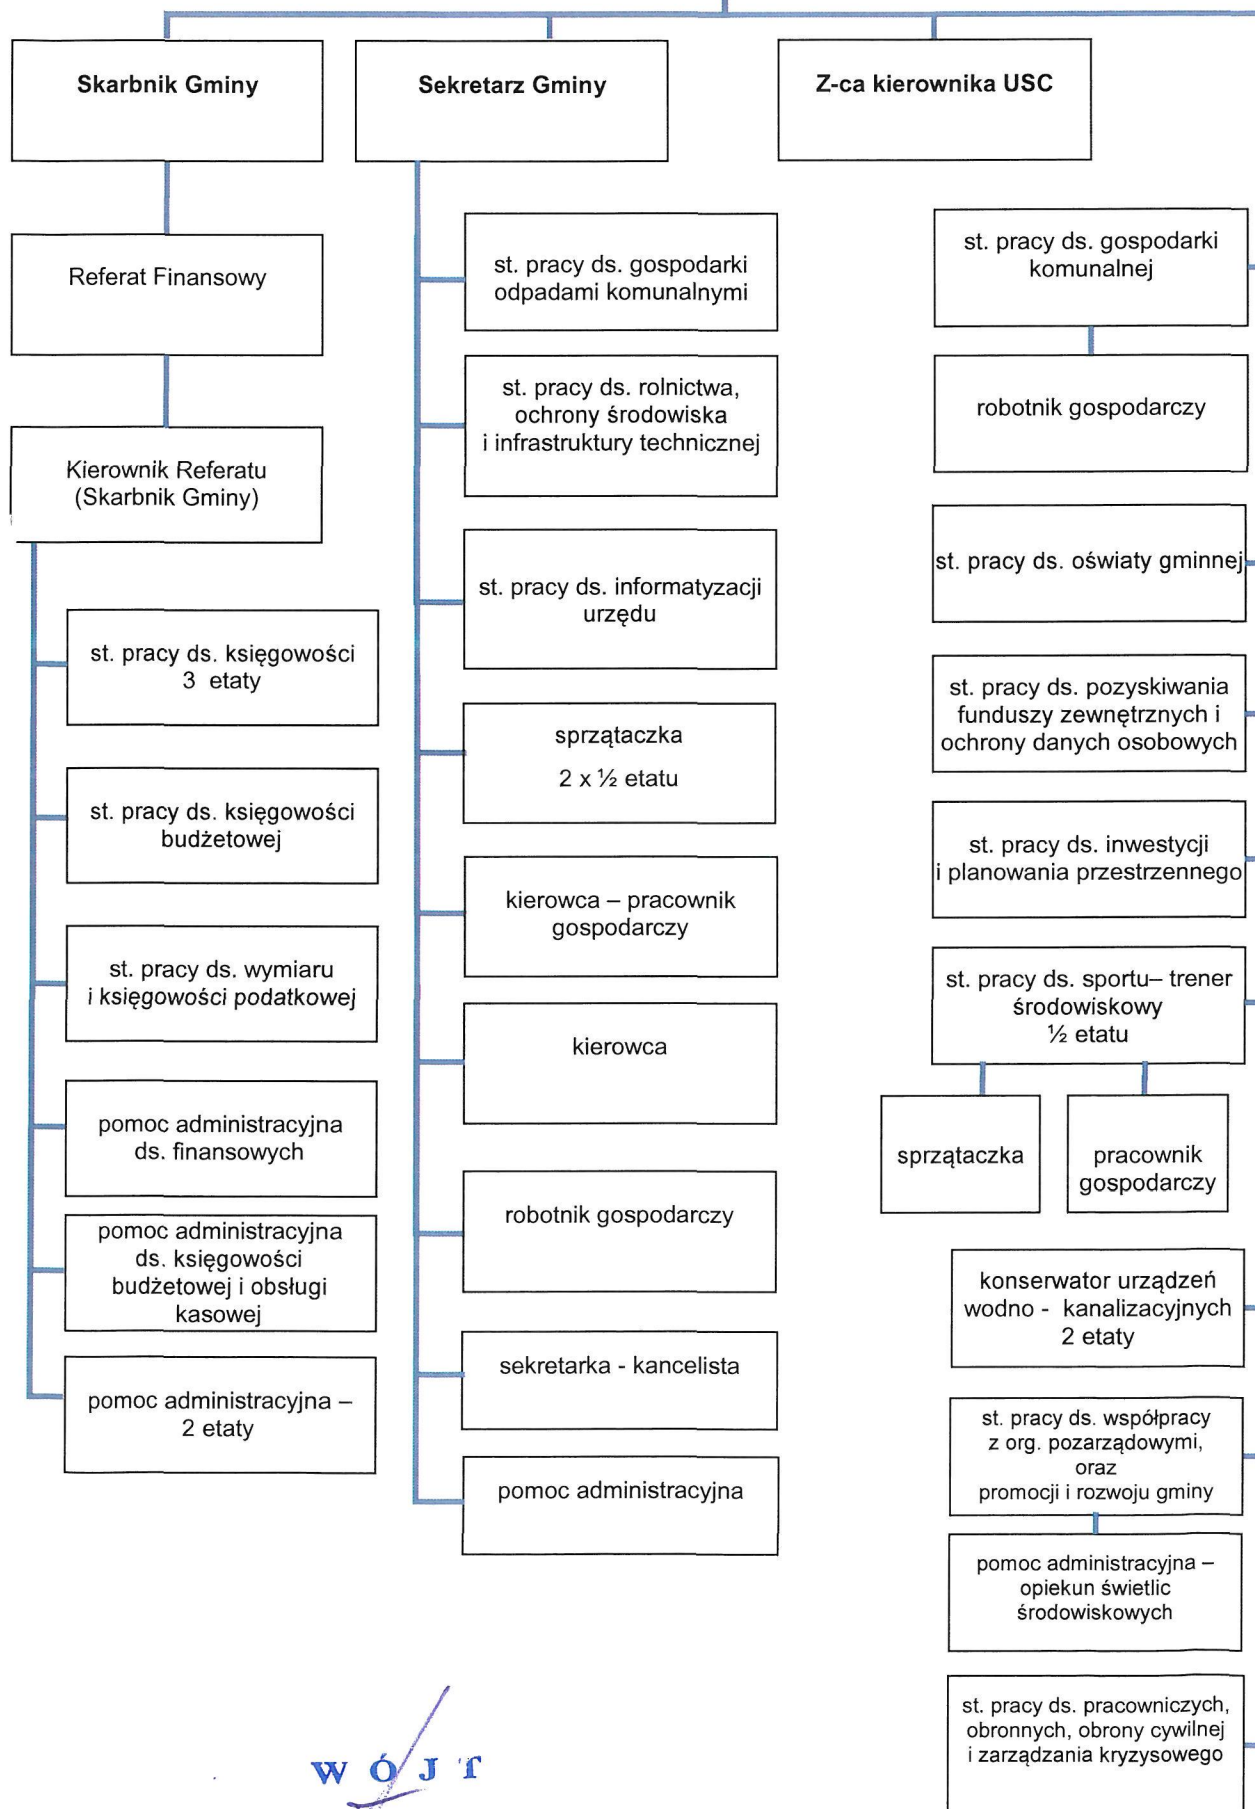 Skarbnik Gminy
Sekretarz Gminy
Z-ca kierownika USC
Referat Finansowy
Kierownik Referatu
(Skarbnik Gminy)
st. pracy ds. księgowości
3 etaty
st. pracy ds. księgowości
budżetowej
st. pracy ds. wymiaru
i księgowości podatkowej
pomoc administracyjna
ds. finansowych
pomoc administracyjna
ds. księgowości
budżetowej i obsługi
kasowej
pomoc administracyjna –
2 etaty
st. pracy ds. gospodarki
odpadami komunalnymi
st. pracy ds. rolnictwa,
ochrony środowiska
i infrastruktury technicznej
st. pracy ds. informatyzacji
urzędu
sprzątaczka
2 x ½ etatu
kierowca – pracownik
gospodarczy
kierowca
robotnik gospodarczy
sekretarka - kancelista
pomoc administracyjna
st. pracy ds. gospodarki
komunalnej
robotnik gospodarczy
st. pracy ds. oświaty gminnej
st. pracy ds. pozyskiwania
funduszy zewnętrznych i
ochrony danych osobowych
st. pracy ds. inwestycji
i planowania przestrzennego
st. pracy ds. sportu– trener
środowiskowy
½ etatu
sprzątaczka
pracownik
gospodarczy
konserwator urządzeń
wodno - kanalizacyjnych
2 etaty
st. pracy ds. współpracy
z org. pozarządowymi,
oraz
promocji i rozwoju gminy
pomoc administracyjna –
opiekun świetlic
środowiskowych
st. pracy ds. pracowniczych,
obronnych, obrony cywilnej
i zarządzania kryzysowego
W Ó J T